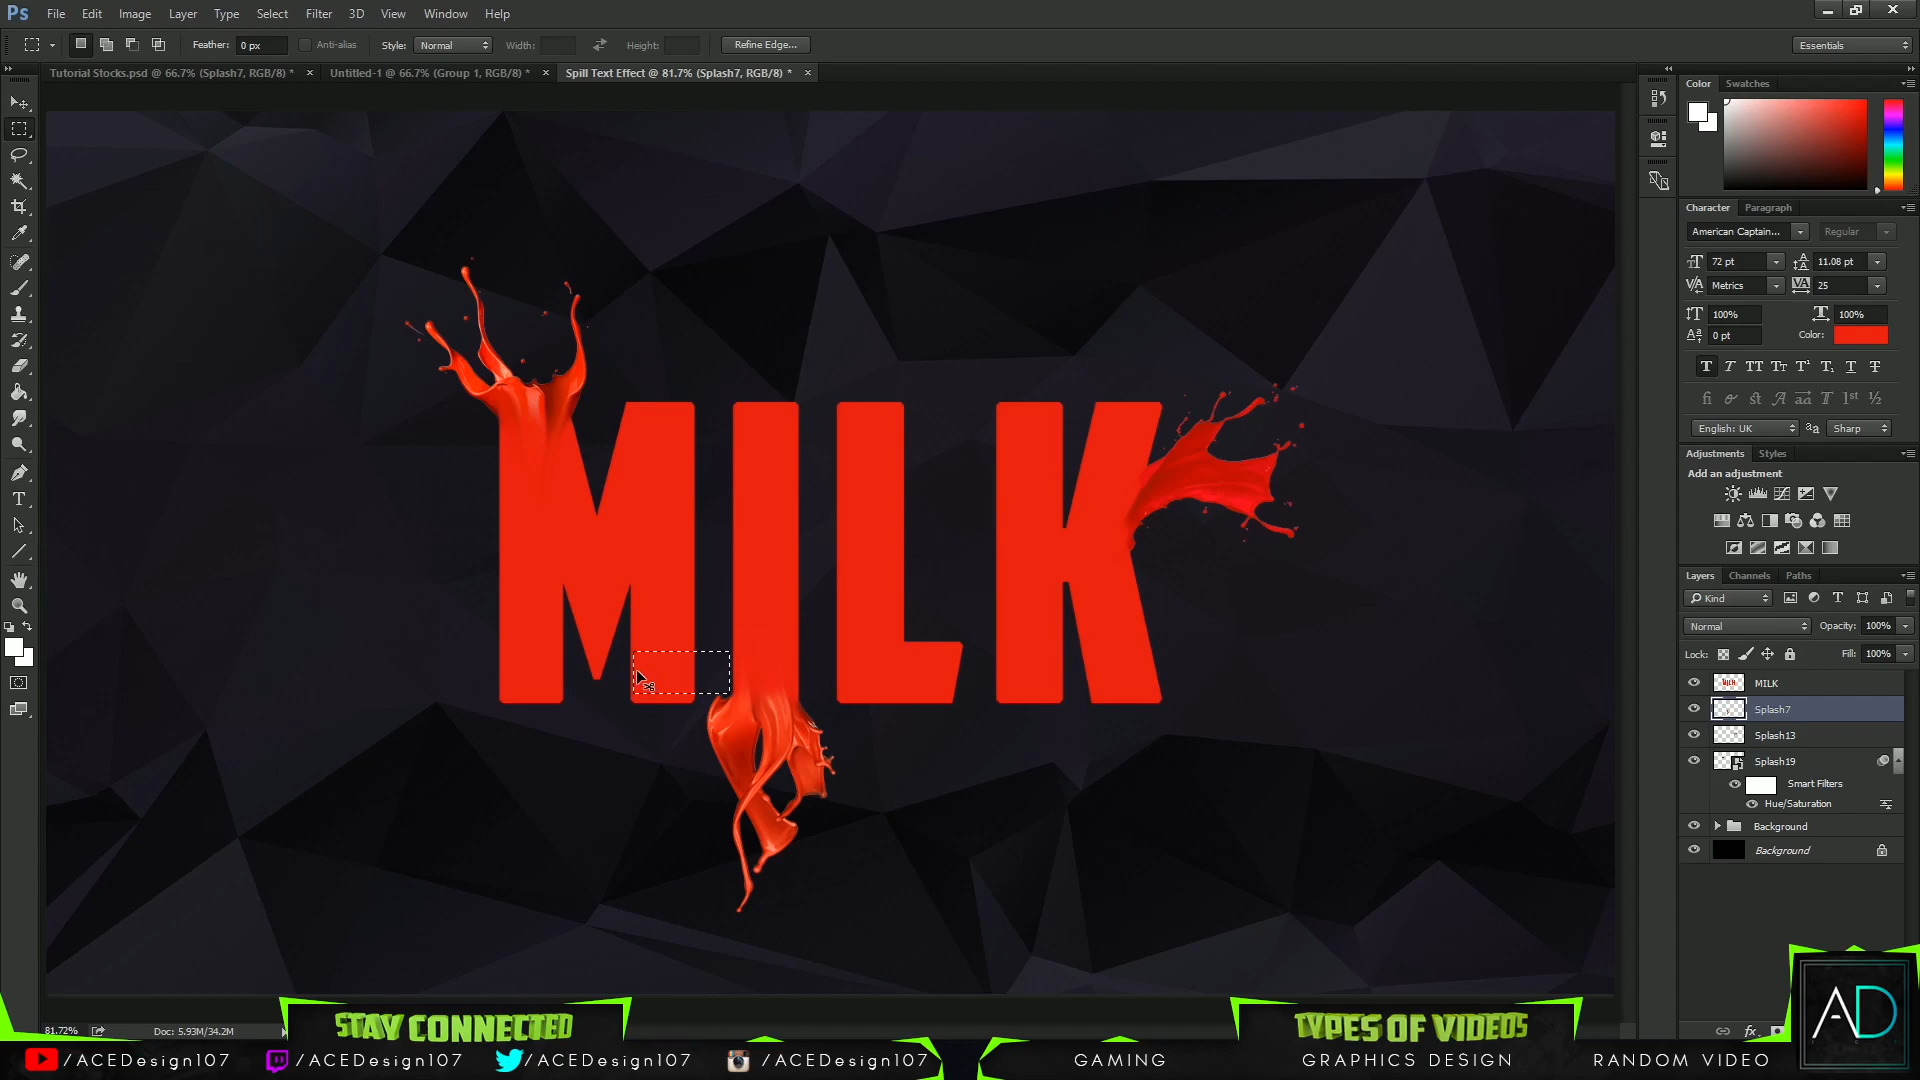 Ps File Edit Image Layer Type Select Filter 3D View Window Help
Feather: 0 px Anti-alias Style: Normal Width: Height: Refine Edge... Essentials
Tutorial Stocks.psd @ 66.7% (Splash7, RGB/8) * × Untitled-1 @ 66.7% (Group 1, RGB/8) * × Spill Text Effect @ 81.7% (Splash7, RGB/8) * ×
Color Swatches
Character Paragraph
American Captain... Regular
72 pt 11.08 pt
Metrics 25
100% 100%
0 pt Color:
English: UK Sharp
Adjustments Styles
Add an adjustment
MILK
Layers Channels Paths
Kind
Normal Opacity: 100%
Lock: Fill: 100%
MILK
Splash7
Splash13
Splash19
Smart Filters
Hue/Saturation
Background
Background
81.72% Doc: 5.93M/34.2M
STAY CONNECTED TYPES OF VIDEOS
/ACEDesign107 /ACEDesign107 /ACEDesign107 /ACEDesign107 GAMING GRAPHICS DESIGN RANDOM VIDEO
AD